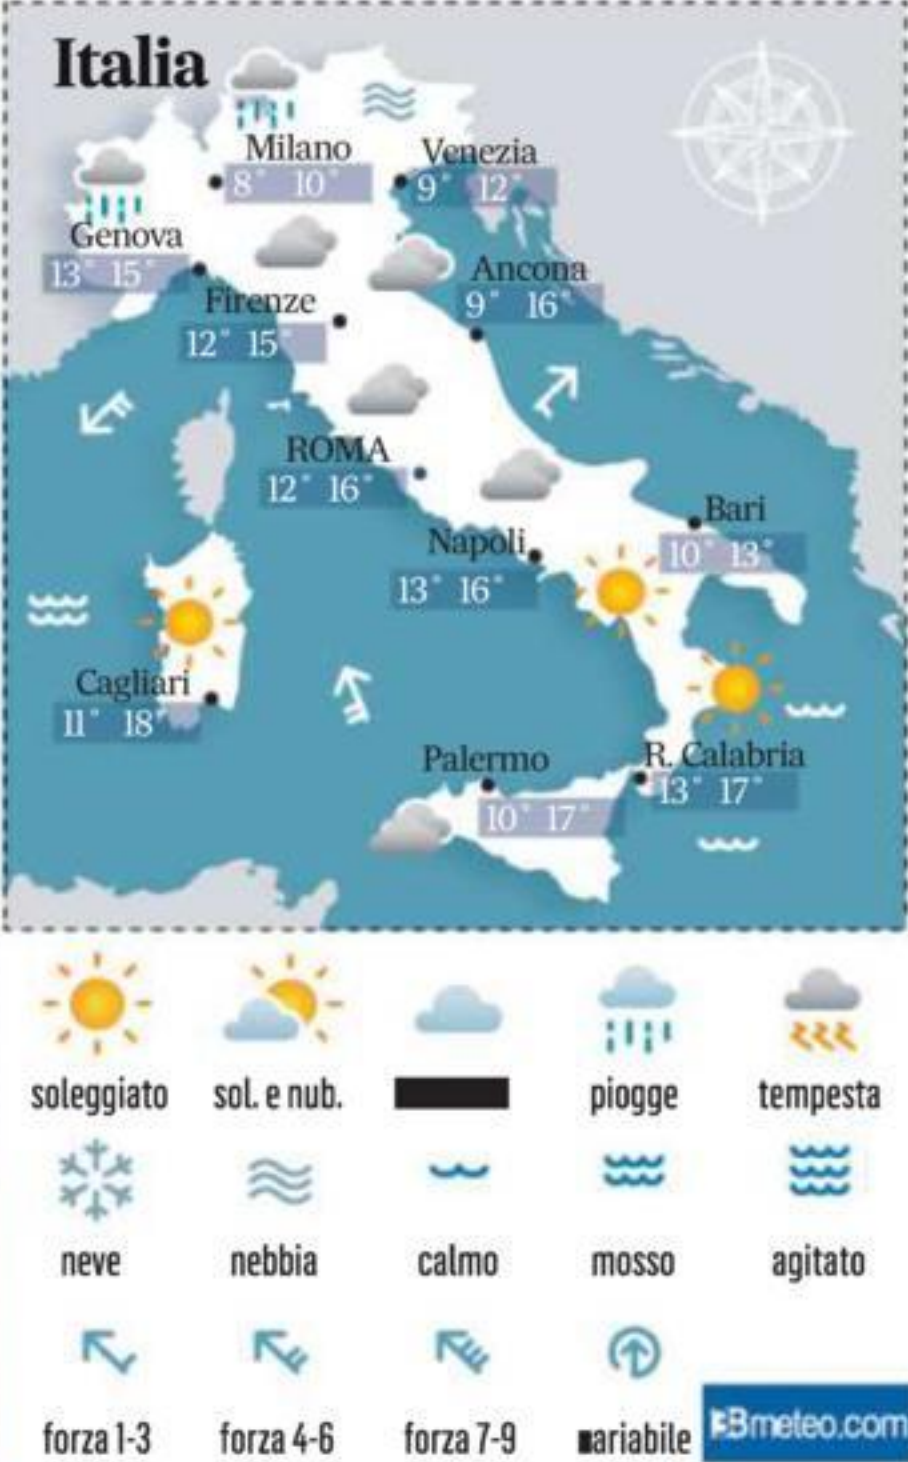 Italia
Milano
8° 10°
Venezia
9° 12°
Genova
13° 15°
Ancona
9° 16°
Firenze
12° 15°
ROMA
12° 16°
Bari
10° 13°
Napoli
13° 16°
Cagliari
11° 18°
Palermo
10° 17°
R. Calabria
13° 17°
soleggiato sol. e nub. piogge tempesta
neve nebbia calmo mosso agitato
forza 1-3 forza 4-6 forza 7-9 ariabile
3Bmeteo.com